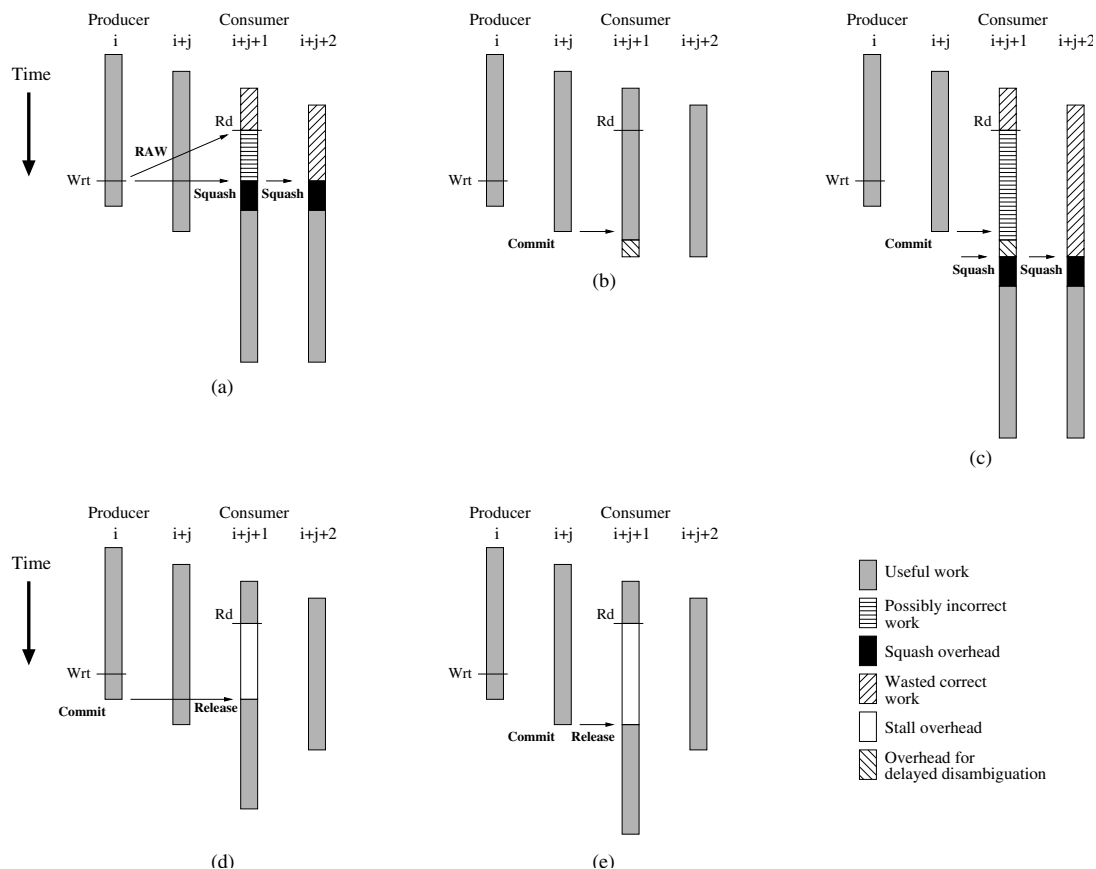 Producer Consumer
i i+j i+j+1 i+j+2
Time
Rd
RAW
Wrt
Squash Squash
(a)
Producer Consumer
i i+j i+j+1 i+j+2
Rd
Wrt
Commit
(b)
Producer Consumer
i i+j i+j+1 i+j+2
Rd
Wrt
Commit
Squash Squash
(c)
Producer Consumer
i i+j i+j+1 i+j+2
Time
Rd
Wrt
Commit Release
(d)
Producer Consumer
i i+j i+j+1 i+j+2
Rd
Wrt
Commit Release
(e)
Useful work
Possibly incorrect
work
Squash overhead
Wasted correct
work
Stall overhead
Overhead for
delayed disambiguation